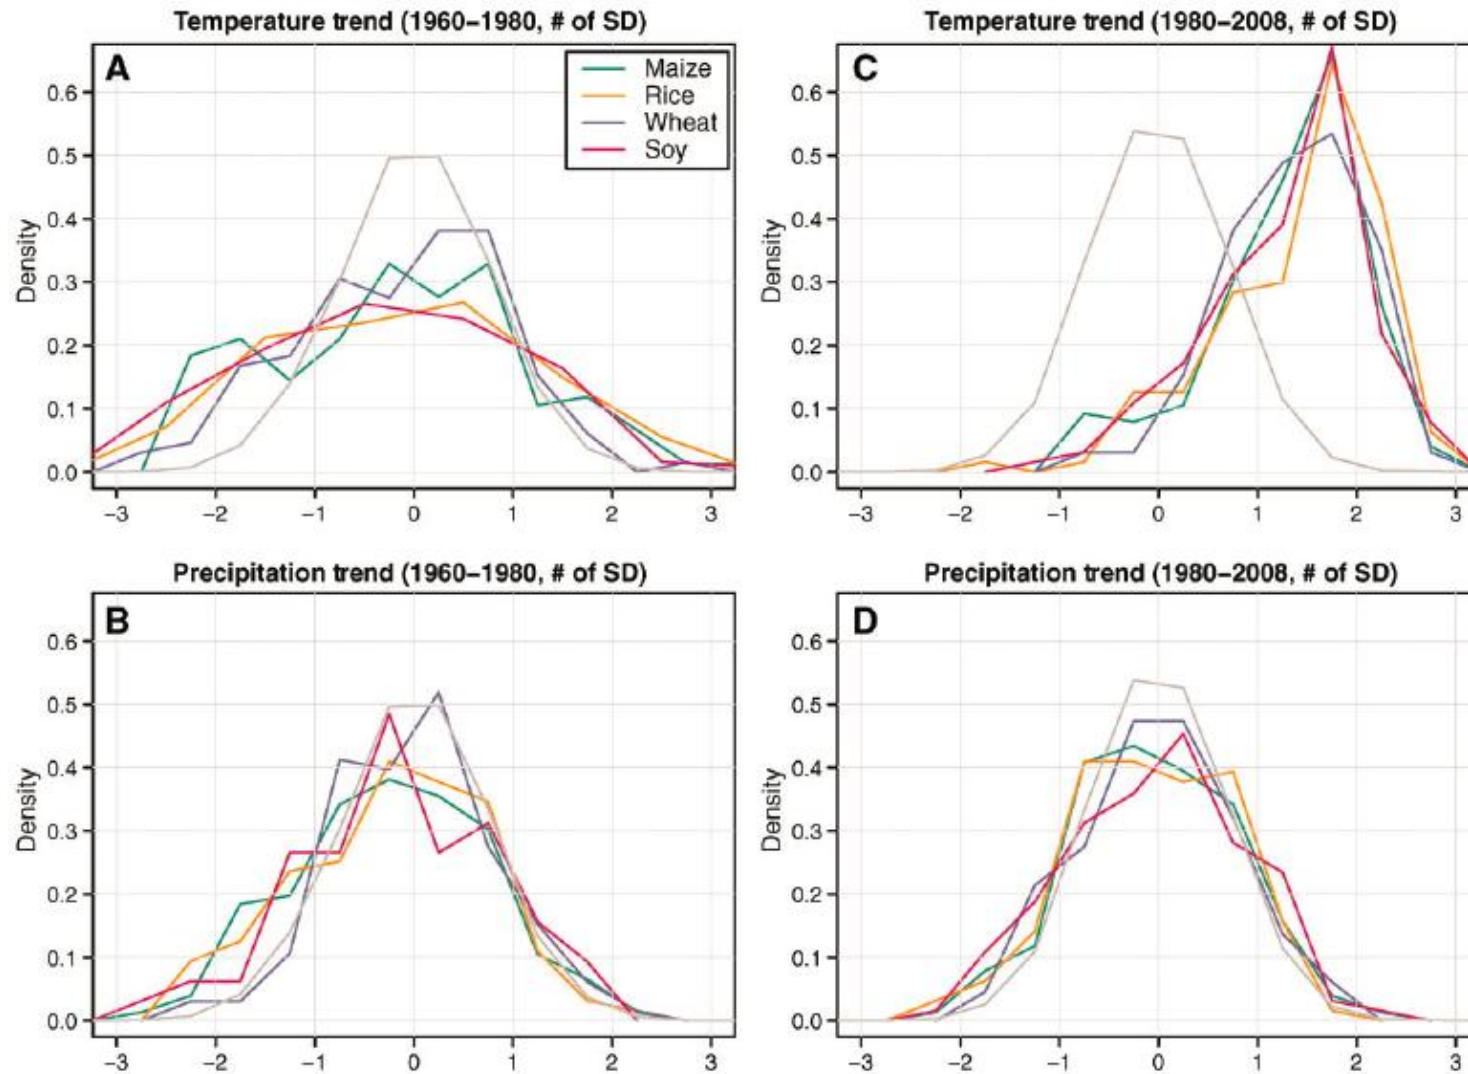 Temperature trend (1960–1980, # of SD)
A
Maize
Rice
Wheat
Soy
Density
0.6
0.5
0.4
0.3
0.2
0.1
0.0
−3 −2 −1 0 1 2 3
Temperature trend (1980–2008, # of SD)
C
Density
0.6
0.5
0.4
0.3
0.2
0.1
0.0
−3 −2 −1 0 1 2 3
Precipitation trend (1960–1980, # of SD)
B
Density
0.6
0.5
0.4
0.3
0.2
0.1
0.0
−3 −2 −1 0 1 2 3
Precipitation trend (1980–2008, # of SD)
D
Density
0.6
0.5
0.4
0.3
0.2
0.1
0.0
−3 −2 −1 0 1 2 3